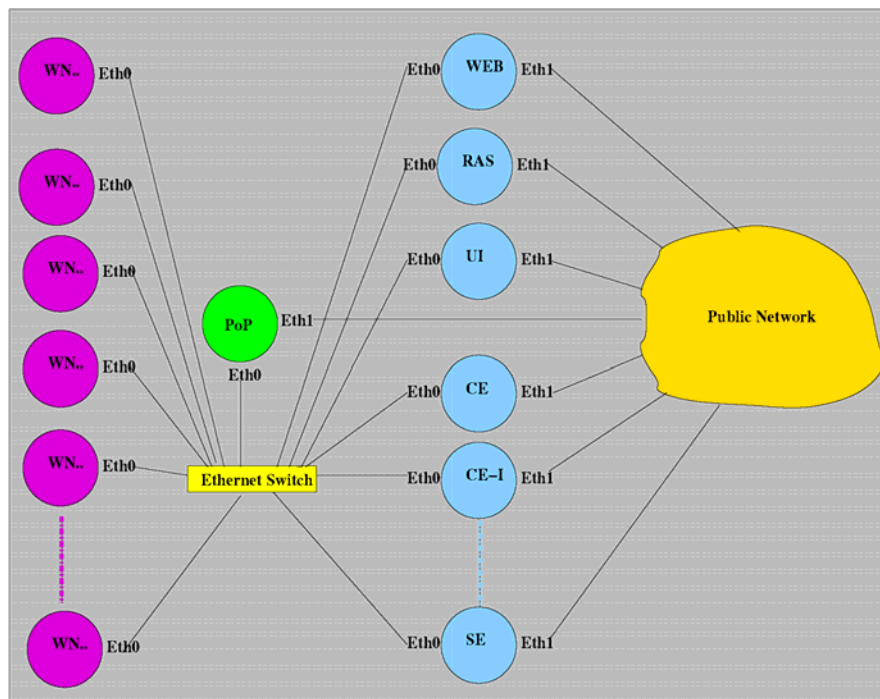 WN.. Eth0
WN.. Eth0
WN.. Eth0
WN.. Eth0
WN.. Eth0
WN.. Eth0
PoP Eth1
Eth0
Ethernet Switch
Eth0 WEB Eth1
Eth0 RAS Eth1
Eth0 UI Eth1
Eth0 CE Eth1
Eth0 CE-I Eth1
Eth0 SE Eth1
Public Network